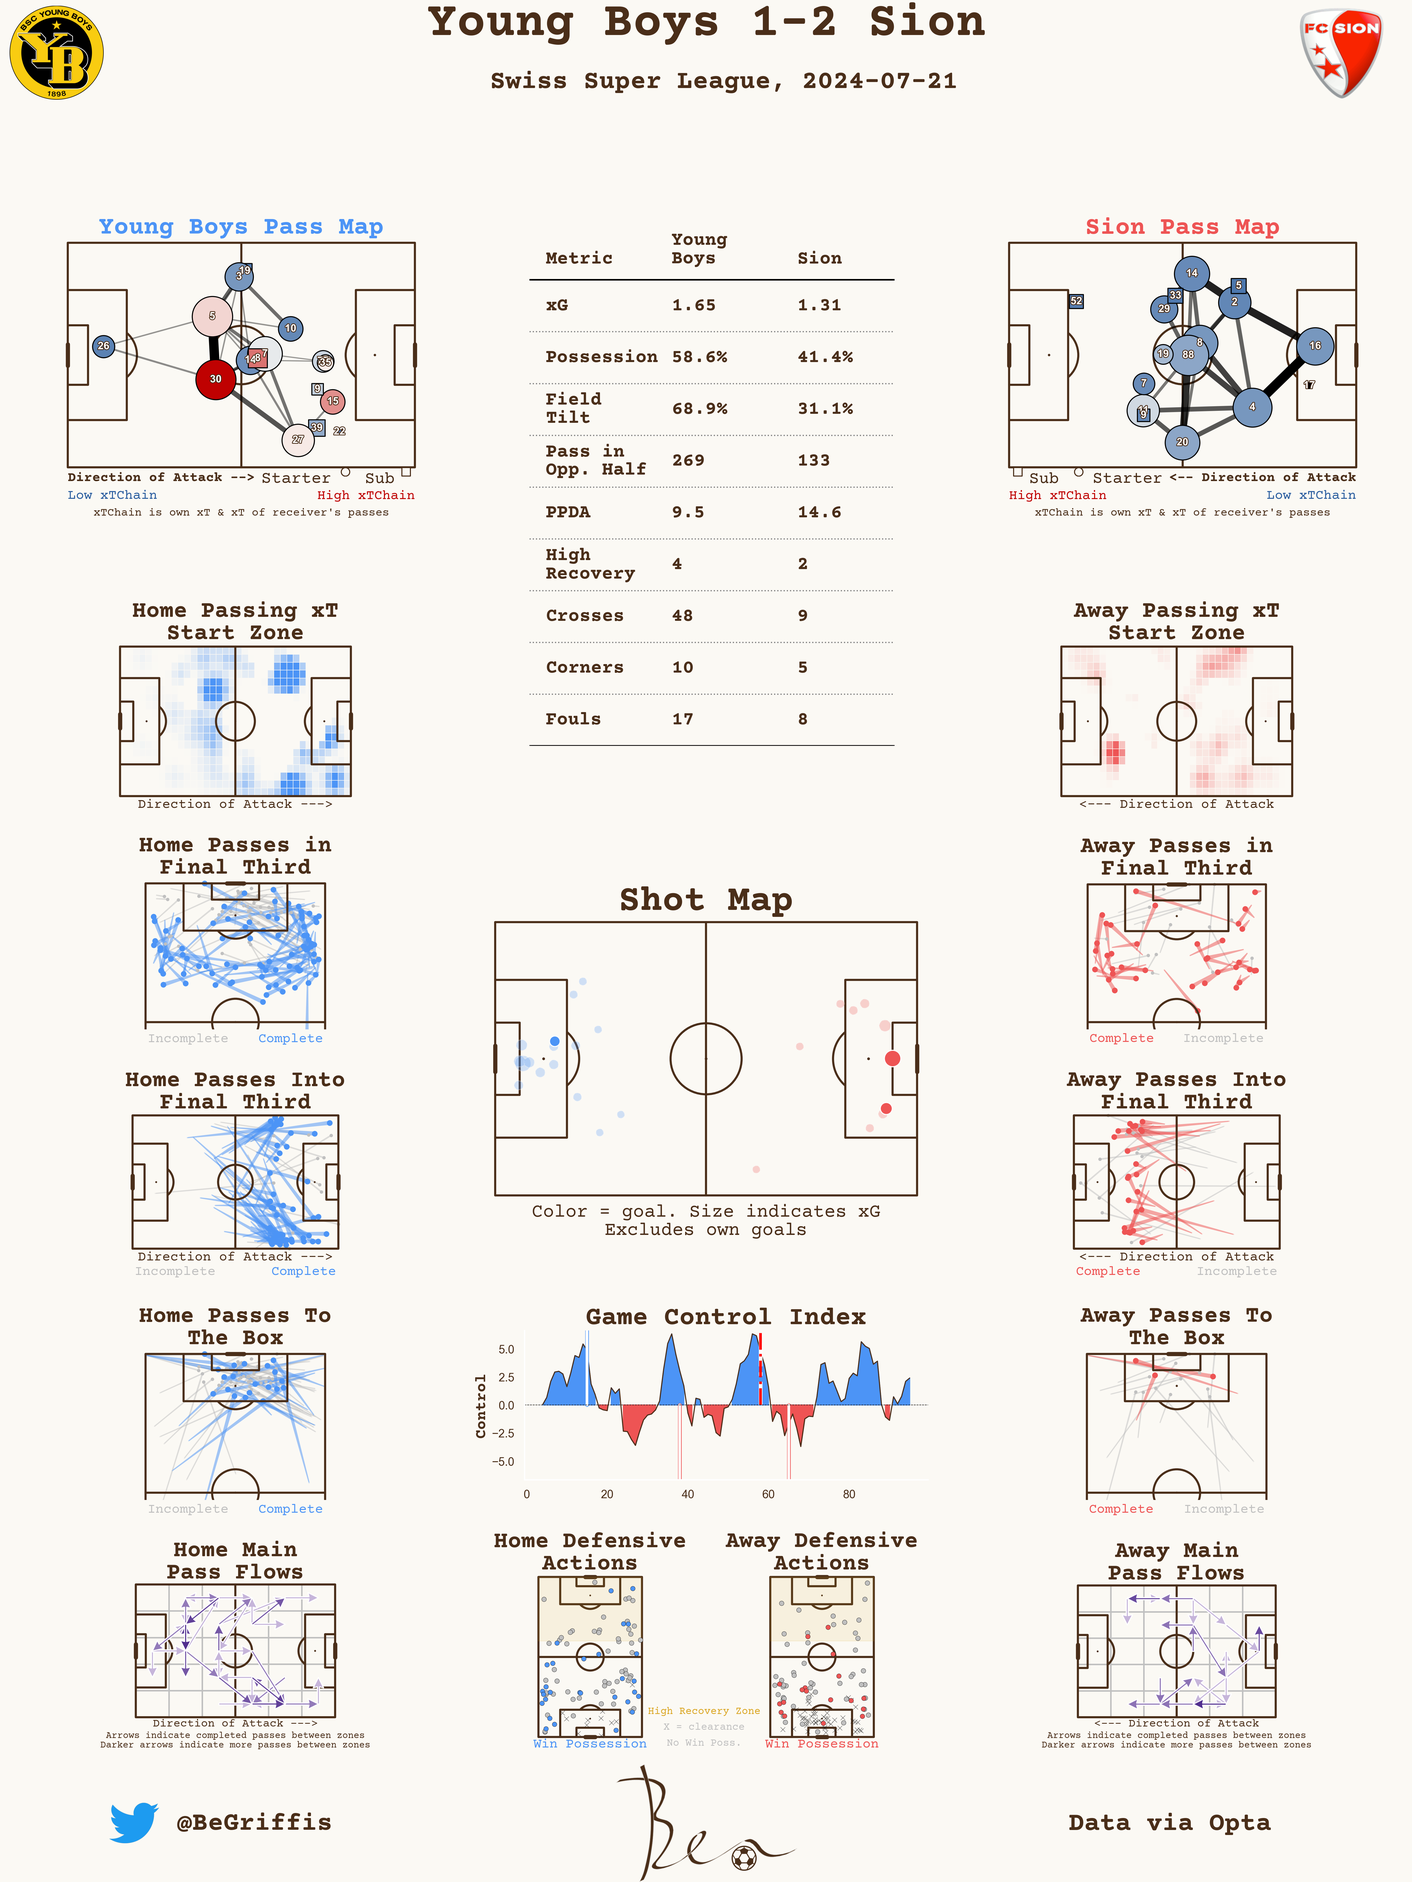 BSC YOUNG BOYS
YB
1898
Young Boys 1-2 Sion
Swiss Super League, 2024-07-21
FC SION
Young Boys Pass Map
26
3
19
5
10
30
14
8
7
35
9
15
39
22
27
Direction of Attack --> Starter Sub
Low xTChain High xTChain
xTChain is own xT & xT of receiver's passes
Metric Young Boys Sion
xG 1.65 1.31
Possession 58.6% 41.4%
Field Tilt 68.9% 31.1%
Pass in Opp. Half 269 133
PPDA 9.5 14.6
High Recovery 4 2
Crosses 48 9
Corners 10 5
Fouls 17 8
Sion Pass Map
52
14
33
29
5
2
8
19
88
16
17
7
9
4
20
Sub Starter <-- Direction of Attack
High xTChain Low xTChain
xTChain is own xT & xT of receiver's passes
Home Passing xT
Start Zone
Direction of Attack --->
Away Passing xT
Start Zone
<--- Direction of Attack
Home Passes in
Final Third
Incomplete Complete
Shot Map
Color = goal. Size indicates xG
Excludes own goals
Away Passes in
Final Third
Complete Incomplete
Home Passes Into
Final Third
Direction of Attack --->
Incomplete Complete
Away Passes Into
Final Third
<--- Direction of Attack
Complete Incomplete
Home Passes To
The Box
Incomplete Complete
Game Control Index
Control
5.0
2.5
0.0
−2.5
−5.0
0 20 40 60 80
Away Passes To
The Box
Complete Incomplete
Home Main
Pass Flows
Direction of Attack --->
Arrows indicate completed passes between zones
Darker arrows indicate more passes between zones
Home Defensive
Actions
Win Possession
High Recovery Zone
X = clearance
No Win Poss.
Away Defensive
Actions
Win Possession
Away Main
Pass Flows
<--- Direction of Attack
Arrows indicate completed passes between zones
Darker arrows indicate more passes between zones
@BeGriffis
Ben
Data via Opta